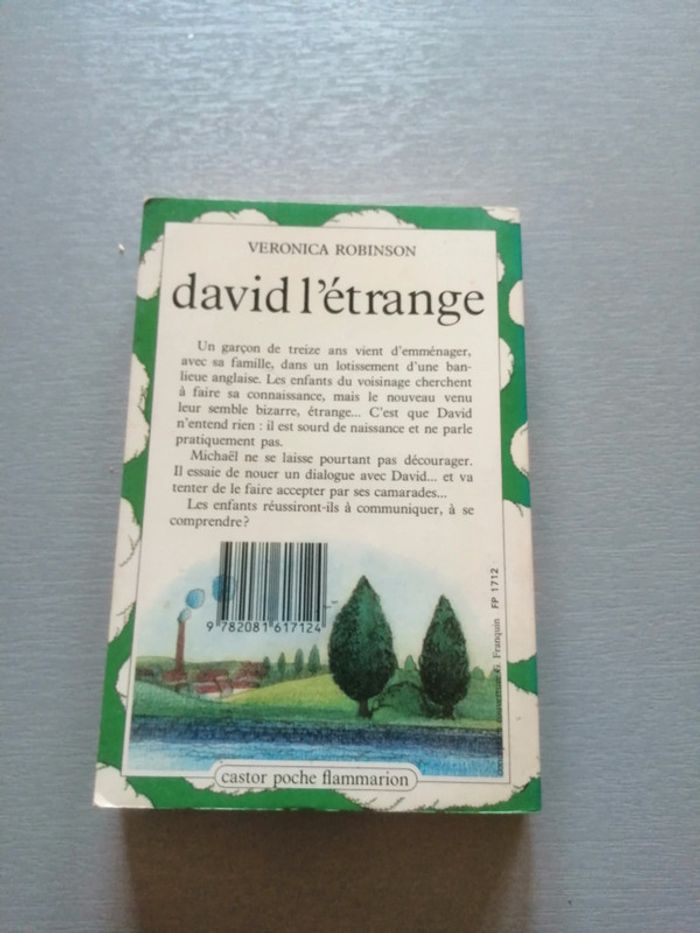 VERONICA ROBINSON
david l'étrange
Un garçon de treize ans vient d'emménager,
avec sa famille, dans un lotissement d'une ban-
lieue anglaise. Les enfants du voisinage cherchent
à faire sa connaissance, mais le nouveau venu
leur semble bizarre, étrange... C'est que David
n'entend rien : il est sourd de naissance et ne parle
pratiquement pas.
Michaël ne se laisse pourtant pas décourager.
Il essaie de nouer un dialogue avec David... et va
tenter de le faire accepter par ses camarades...
Les enfants réussiront-ils à communiquer, à se
comprendre?
9 782081 617124
couverture G. Franquin FP 1712
castor poche flammarion